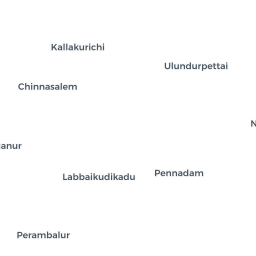 Kallakurichi
Ulundurpettai
Chinnasalem
N
anur
Pennadam
Labbaikudikadu
Perambalur